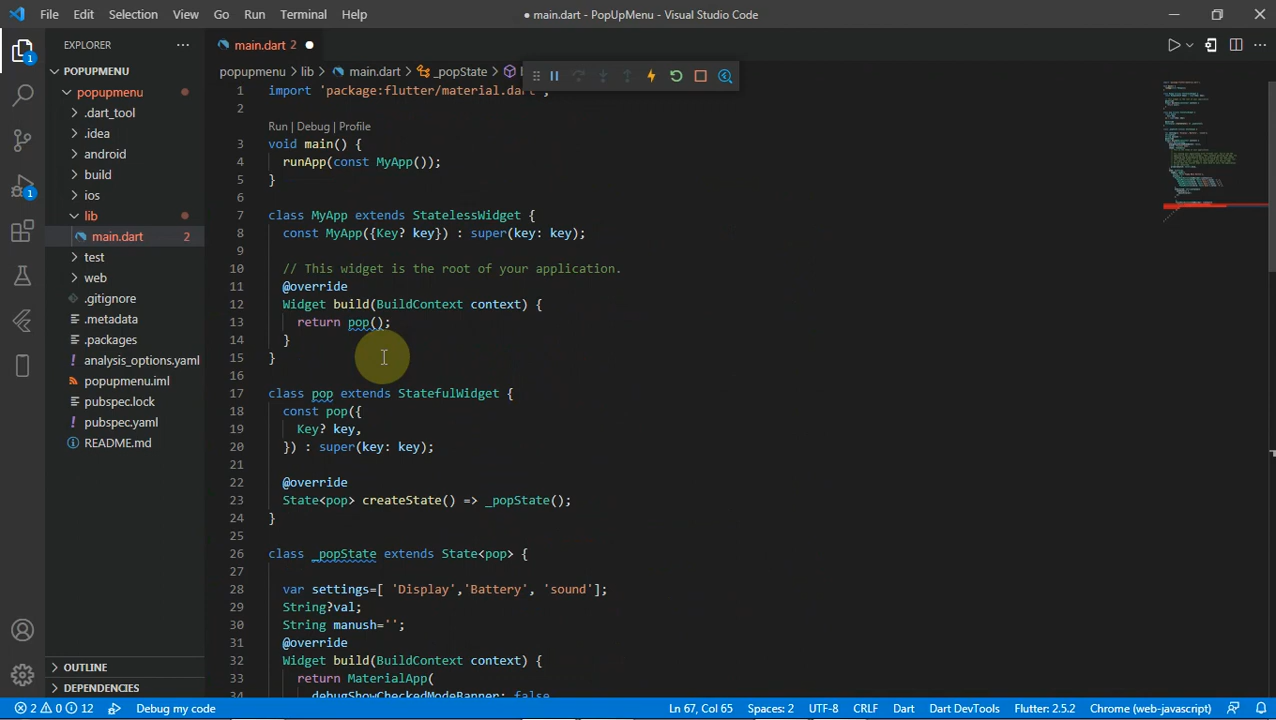 File Edit Selection View Go Run Terminal Help
● main.dart - PopUpMenu - Visual Studio Code
EXPLORER
main.dart 2
POPUPMENU
popupmenu
.dart_tool
.idea
android
build
ios
lib
main.dart 2
test
web
.gitignore
.metadata
.packages
analysis_options.yaml
popupmenu.iml
pubspec.lock
pubspec.yaml
README.md
OUTLINE
DEPENDENCIES
1
1
popupmenu > lib > main.dart > _popState >
1 import 'package:flutter/material.dart';
2
Run | Debug | Profile
3 void main() {
4 runApp(const MyApp());
5 }
6
7 class MyApp extends StatelessWidget {
8 const MyApp({Key? key}) : super(key: key);
9
10 // This widget is the root of your application.
11 @override
12 Widget build(BuildContext context) {
13 return pop();
14 }
15 }
16
17 class pop extends StatefulWidget {
18 const pop({
19 Key? key,
20 }) : super(key: key);
21
22 @override
23 State<pop> createState() => _popState();
24 }
25
26 class _popState extends State<pop> {
27
28 var settings=[ 'Display','Battery', 'sound'];
29 String?val;
30 String manush='';
31 @override
32 Widget build(BuildContext context) {
33 return MaterialApp(
34 debugShowCheckedModeBanner: false
2 0 12 Debug my code Ln 67, Col 65 Spaces: 2 UTF-8 CRLF Dart Dart DevTools Flutter: 2.5.2 Chrome (web-javascript)